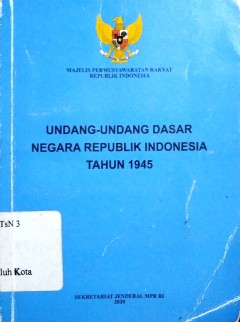 MAJELIS PERMUSYAWARATAN RAKYAT
REPUBLIK INDONESIA
UNDANG-UNDANG DASAR
NEGARA REPUBLIK INDONESIA
TAHUN 1945
TsN 3
luh Kota
SEKRETARIAT JENDERAL MPR RI
2020